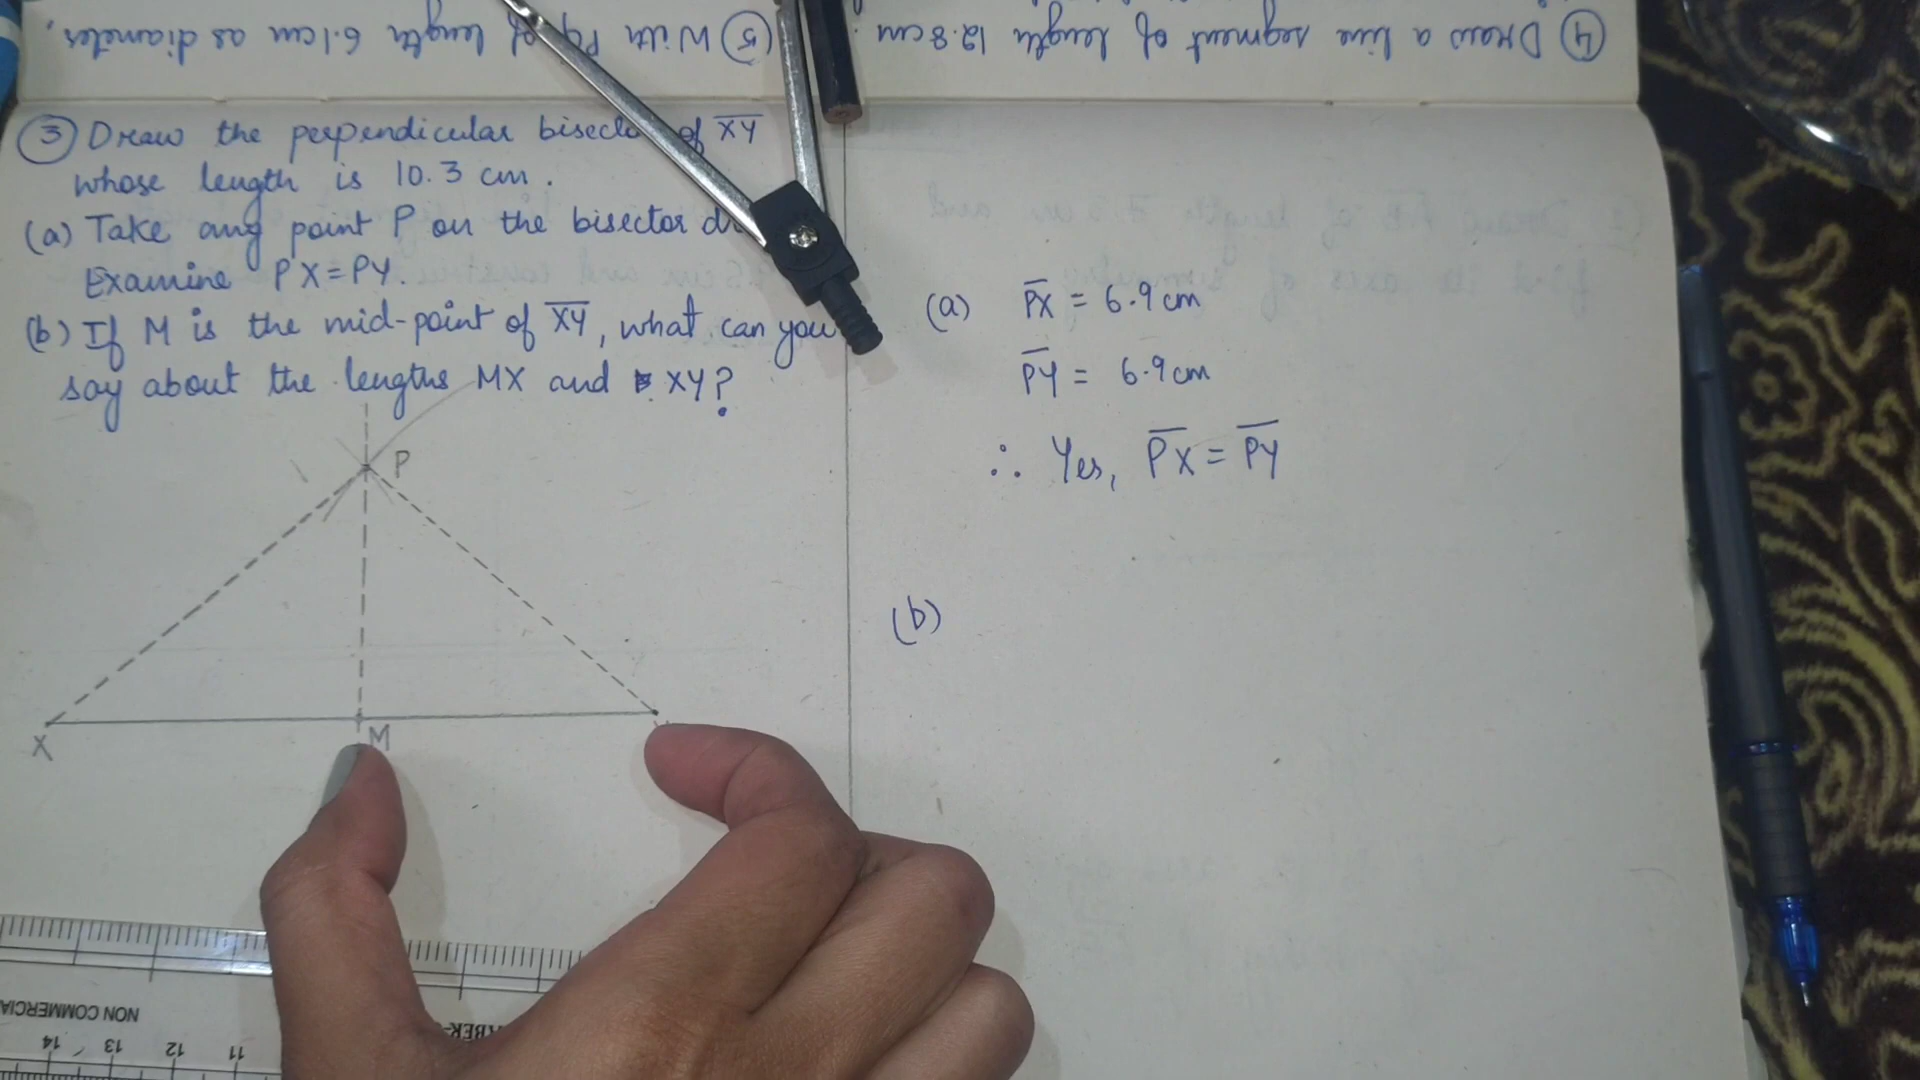 ④ Draw a line segment of length 12.8 cm.
⑤ With PQ of length 6.1cm as diameter,
③ Draw the perpendicular bisector of XY
whose length is 10.3 cm.
(a) Take any point P on the bisector
Examine PX=PY.
(b) If M is the mid-point of XY, what can you
say about the lengths MX and XY?
P
X
M
(a) PX = 6.9 cm
PY = 6.9 cm
∴ Yes, PX = PY
(b)
NON COMMERCIA
14 13 12 11